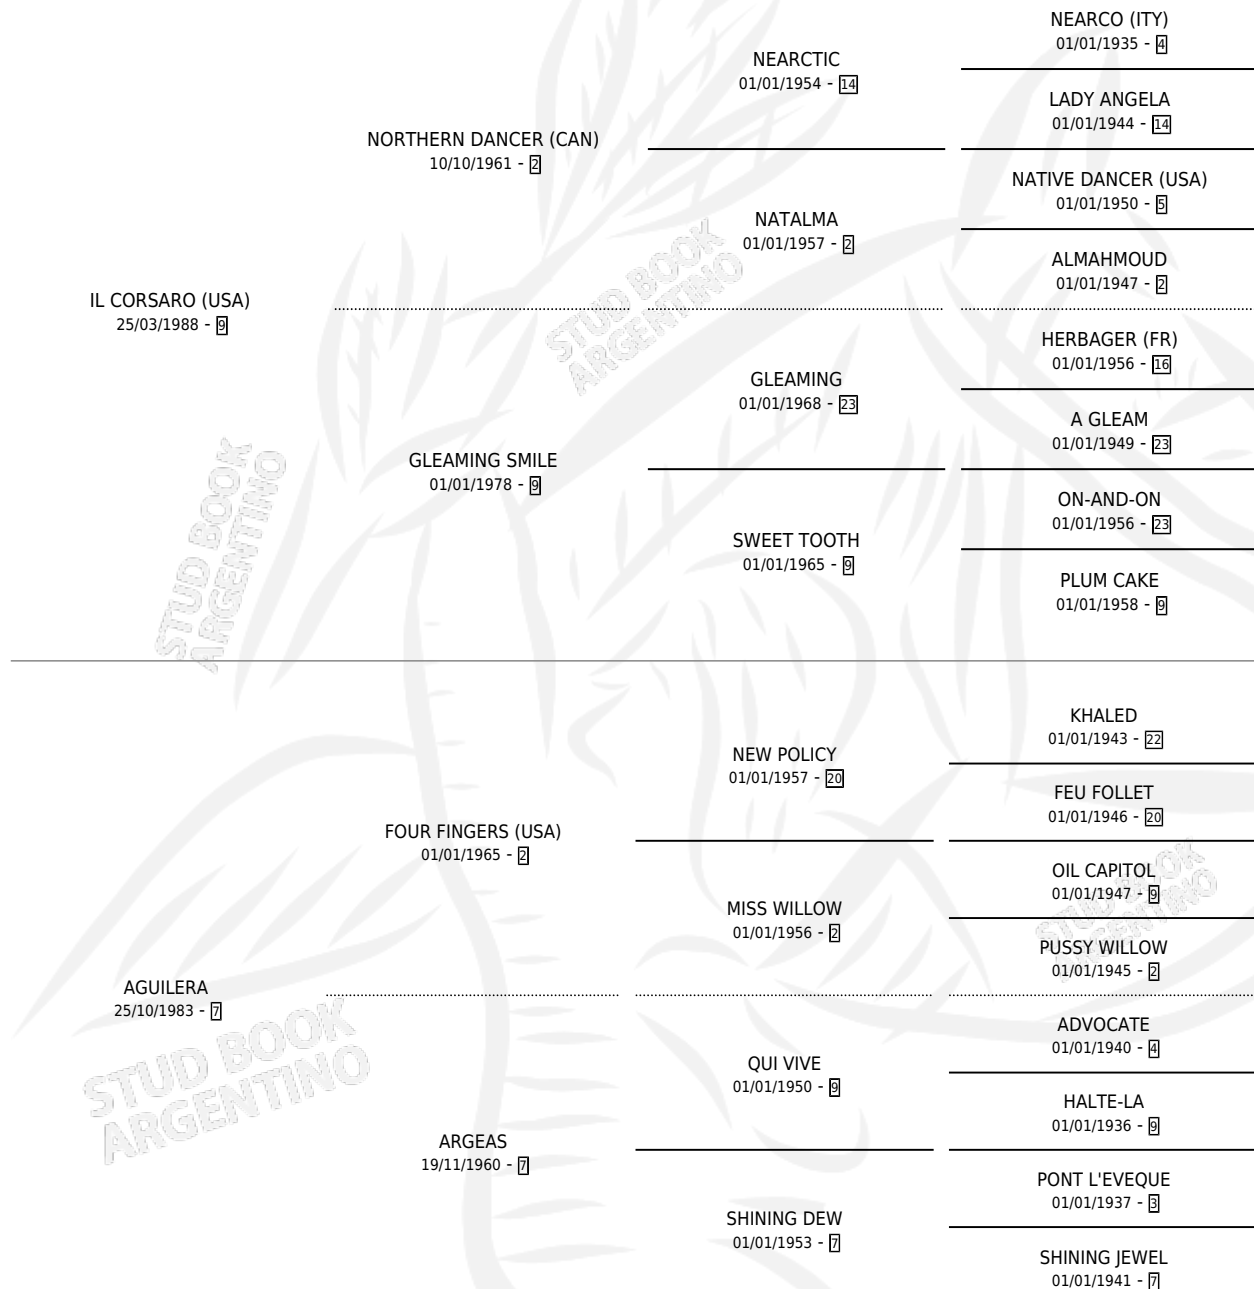 NEARCO (ITY)
01/01/1935 - 4
NEARCTIC
01/01/1954 - 14
LADY ANGELA
01/01/1944 - 14
NORTHERN DANCER (CAN)
10/10/1961 - 2
NATIVE DANCER (USA)
01/01/1950 - 5
NATALMA
01/01/1957 - 2
ALMAHMOUD
01/01/1947 - 2
IL CORSARO (USA)
25/03/1988 - 9
STUD BOOK
ARGENTINO
HERBAGER (FR)
01/01/1956 - 16
GLEAMING
01/01/1968 - 23
A GLEAM
01/01/1949 - 23
GLEAMING SMILE
01/01/1978 - 9
ON-AND-ON
01/01/1956 - 23
SWEET TOOTH
01/01/1965 - 9
PLUM CAKE
01/01/1958 - 9
STUD BOOK
ARGENTINO
KHALED
01/01/1943 - 22
NEW POLICY
01/01/1957 - 20
FEU FOLLET
01/01/1946 - 20
FOUR FINGERS (USA)
01/01/1965 - 2
OIL CAPITOL
01/01/1947 - 9
MISS WILLOW
01/01/1956 - 2
PUSSY WILLOW
01/01/1945 - 2
STUD BOOK
ARGENTINO
AGUILERA
25/10/1983 - 7
ADVOCATE
01/01/1940 - 4
QUI VIVE
01/01/1950 - 9
HALTE-LA
01/01/1936 - 9
STUD BOOK
ARGENTINO
ARGEAS
19/11/1960 - 7
PONT L'EVEQUE
01/01/1937 - 3
SHINING DEW
01/01/1953 - 7
SHINING JEWEL
01/01/1941 - 7